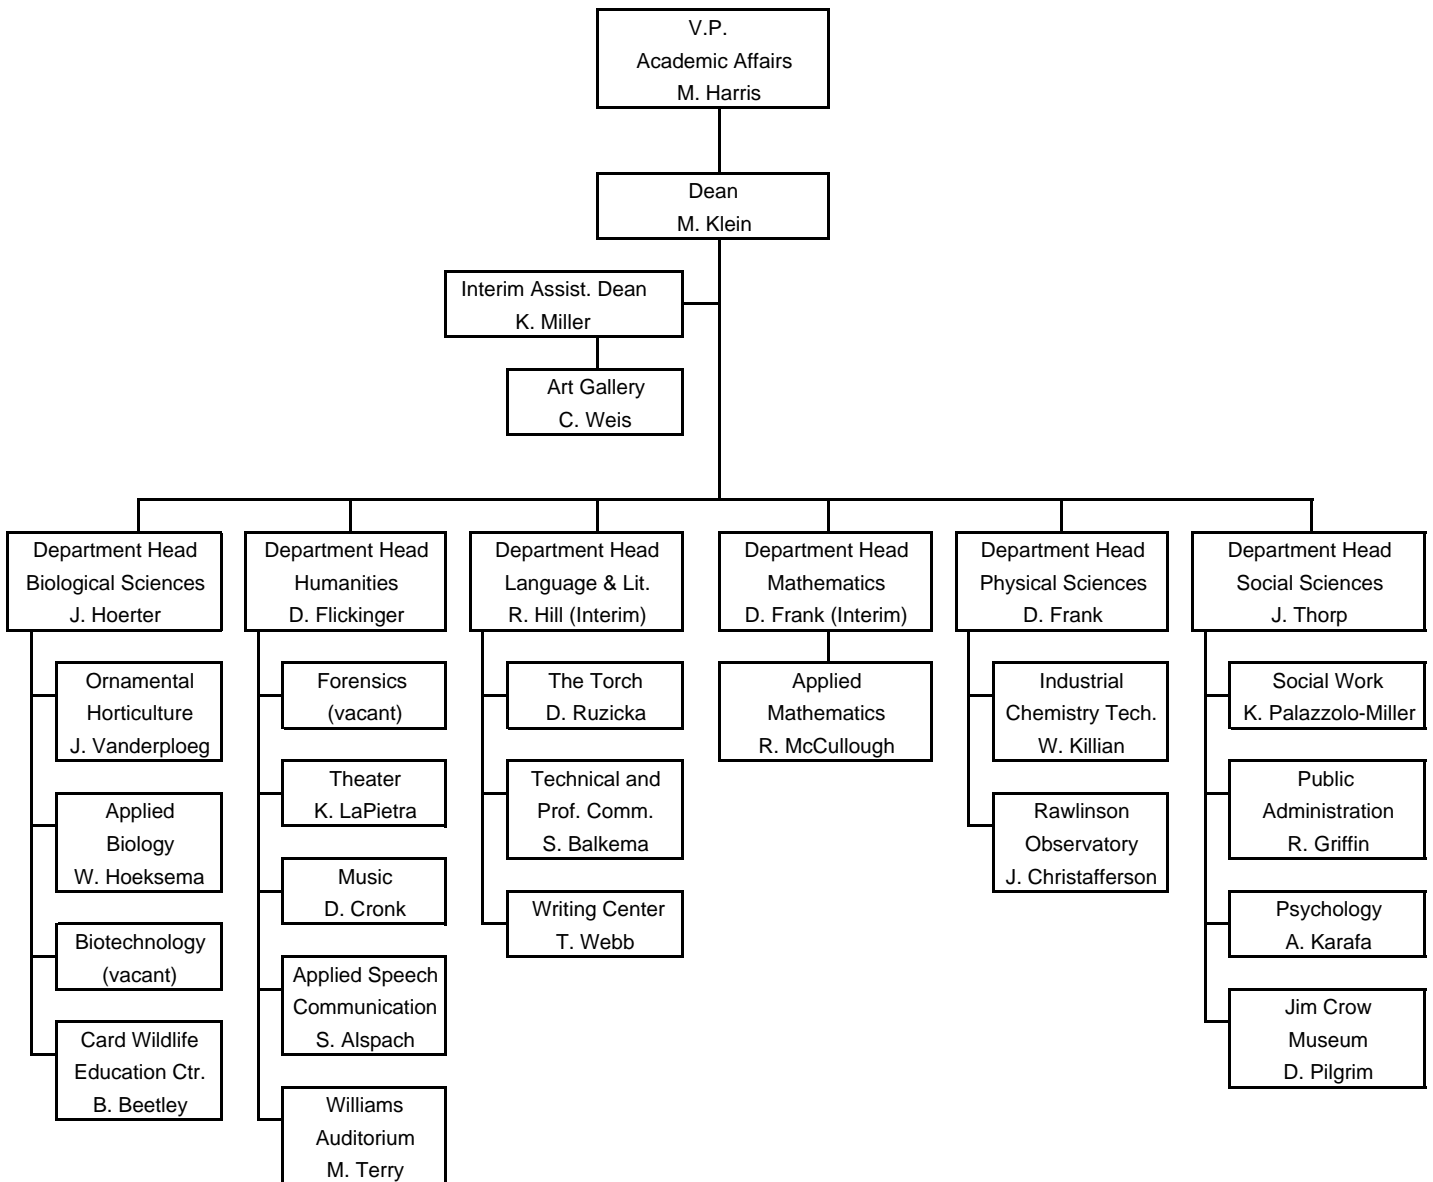 V.P.
Academic Affairs
M. Harris
Dean
M. Klein
Interim Assist. Dean
K. Miller
Art Gallery
C. Weis
Department Head
Biological Sciences
J. Hoerter
Ornamental
Horticulture
J. Vanderploeg
Applied
Biology
W. Hoeksema
Biotechnology
(vacant)
Card Wildlife
Education Ctr.
B. Beetley
Department Head
Humanities
D. Flickinger
Forensics
(vacant)
Theater
K. LaPietra
Music
D. Cronk
Applied Speech
Communication
S. Alspach
Williams
Auditorium
M. Terry
Department Head
Language & Lit.
R. Hill (Interim)
The Torch
D. Ruzicka
Technical and
Prof. Comm.
S. Balkema
Writing Center
T. Webb
Department Head
Mathematics
D. Frank (Interim)
Applied
Mathematics
R. McCullough
Department Head
Physical Sciences
D. Frank
Industrial
Chemistry Tech.
W. Killian
Rawlinson
Observatory
J. Christafferson
Department Head
Social Sciences
J. Thorp
Social Work
K. Palazzolo-Miller
Public
Administration
R. Griffin
Psychology
A. Karafa
Jim Crow
Museum
D. Pilgrim